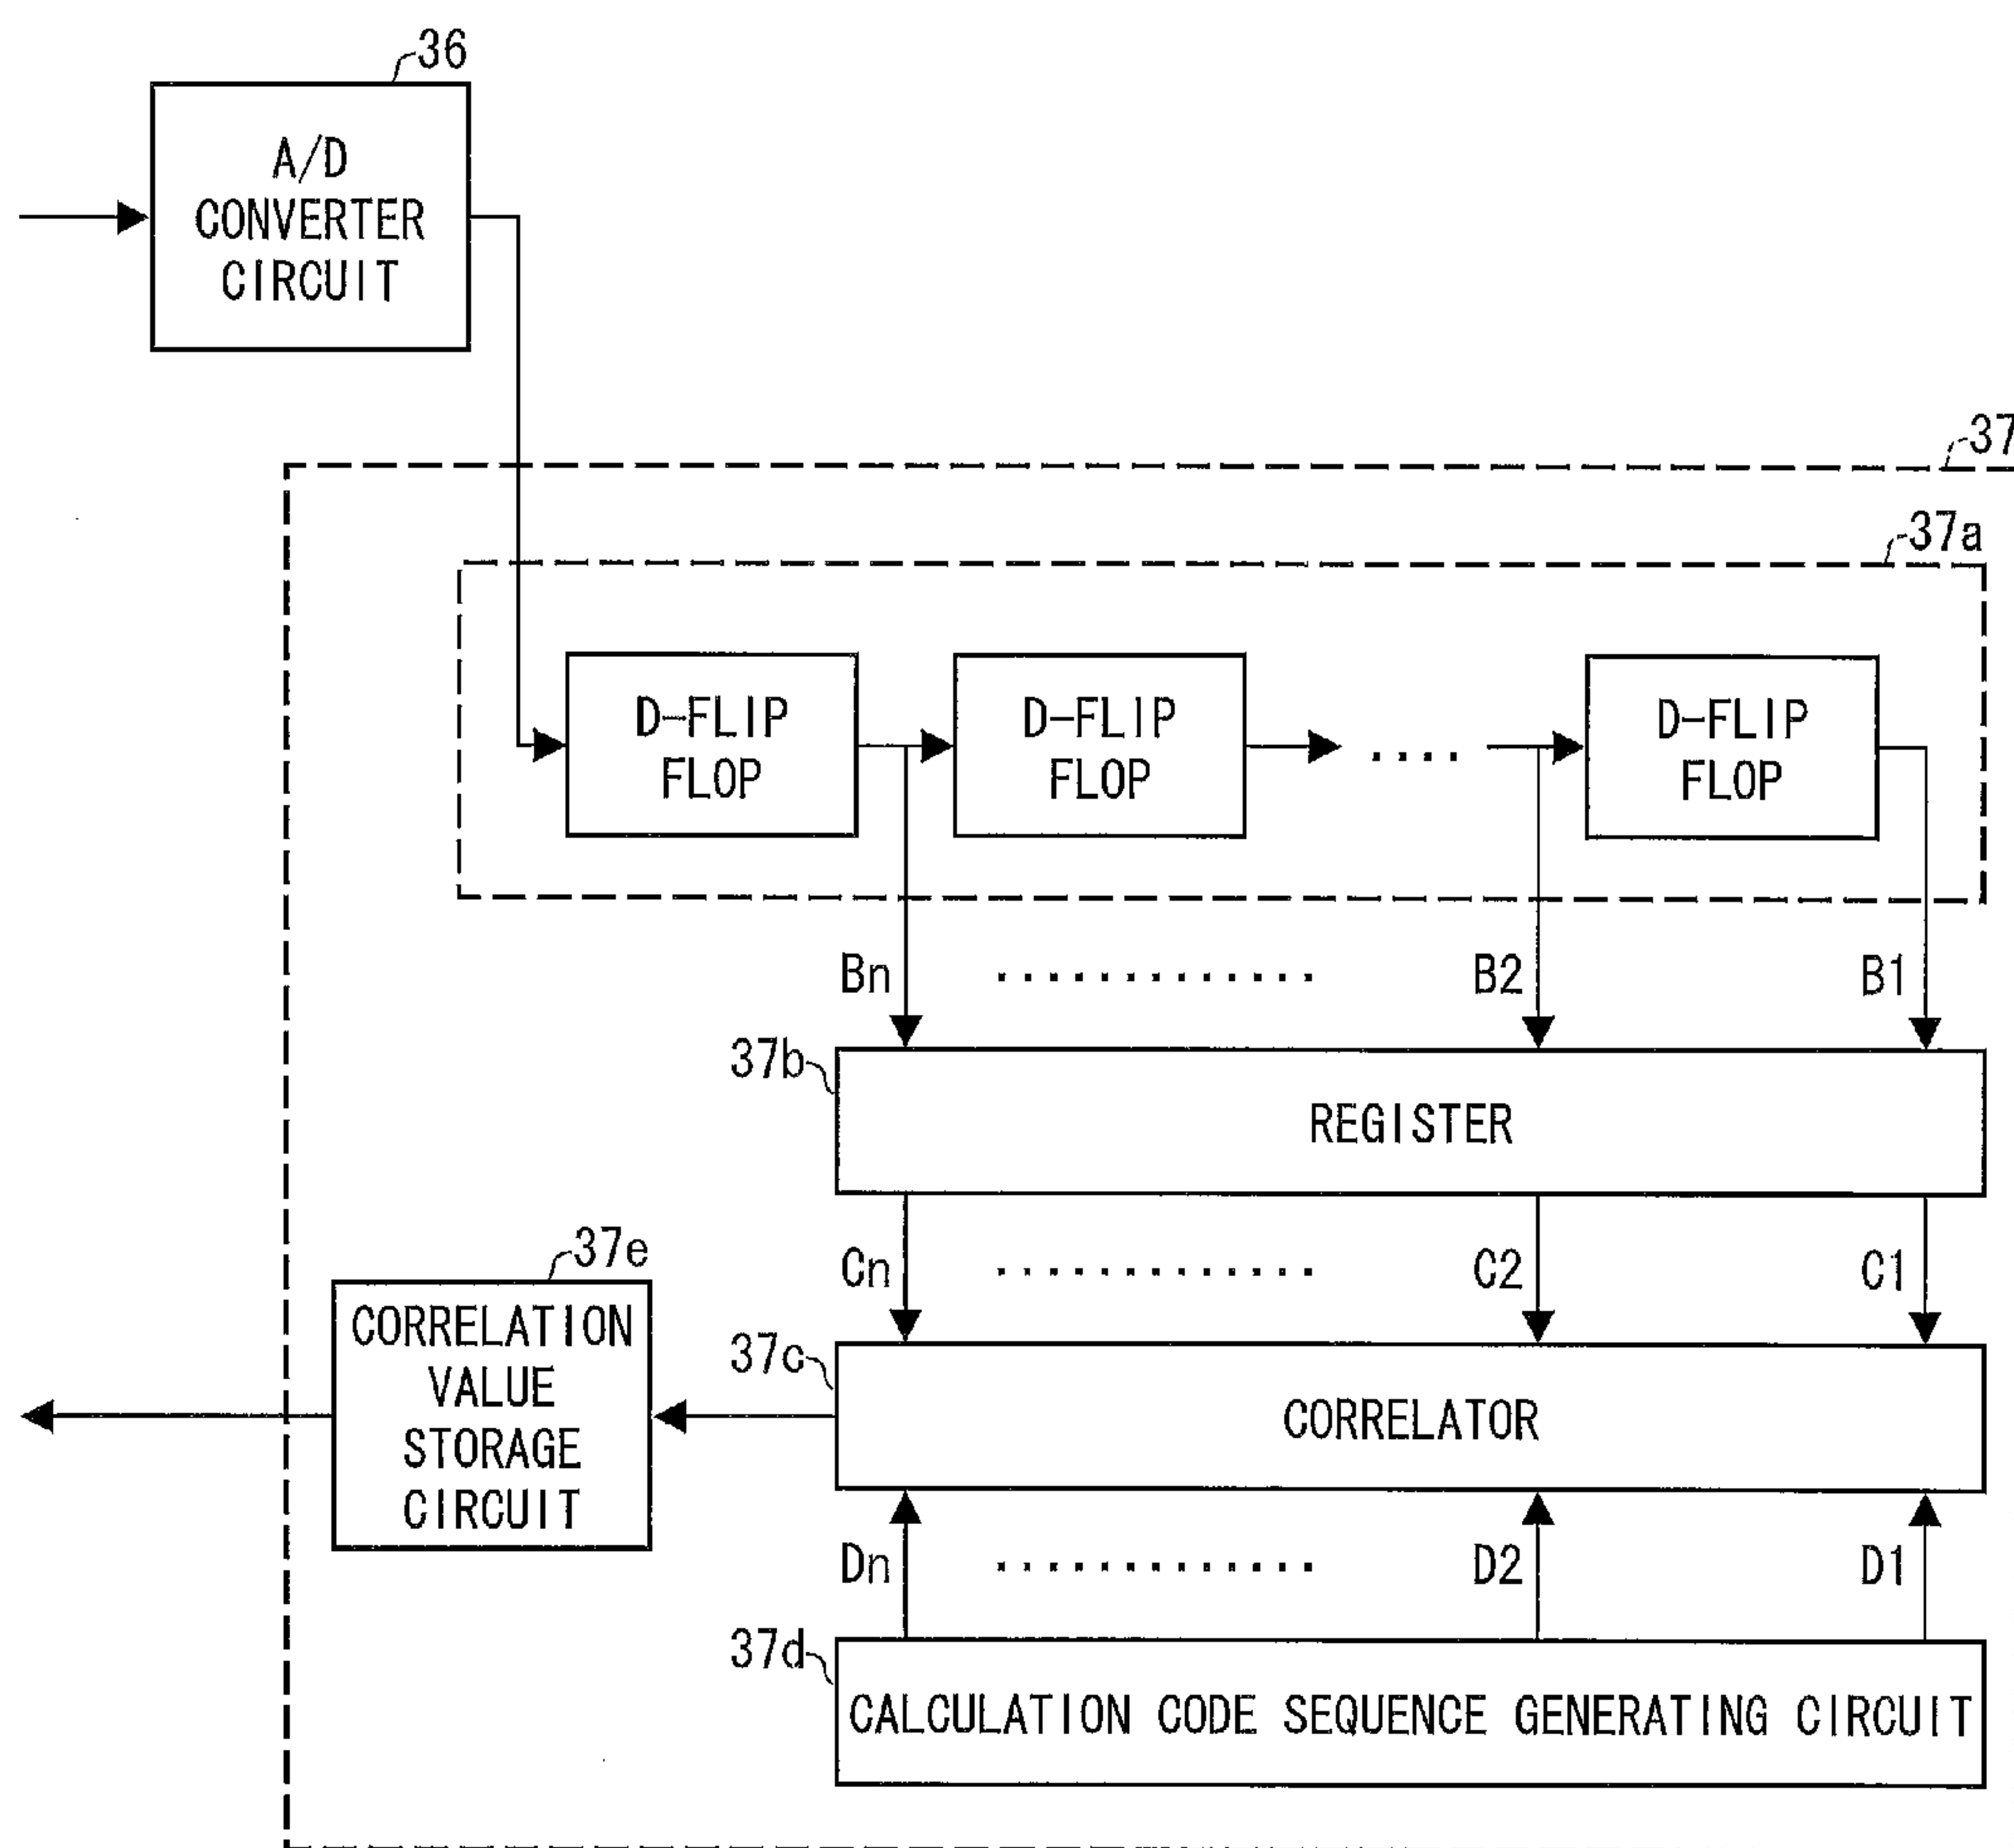 36
A/D
CONVERTER
CIRCUIT
37
37a
D-FLIP
FLOP
D-FLIP
FLOP
....
D-FLIP
FLOP
Bn
.............
B2
B1
37b
REGISTER
Cn
.............
C2
C1
37e
CORRELATION
VALUE
STORAGE
CIRCUIT
37c
CORRELATOR
Dn
.............
D2
D1
37d
CALCULATION CODE SEQUENCE GENERATING CIRCUIT